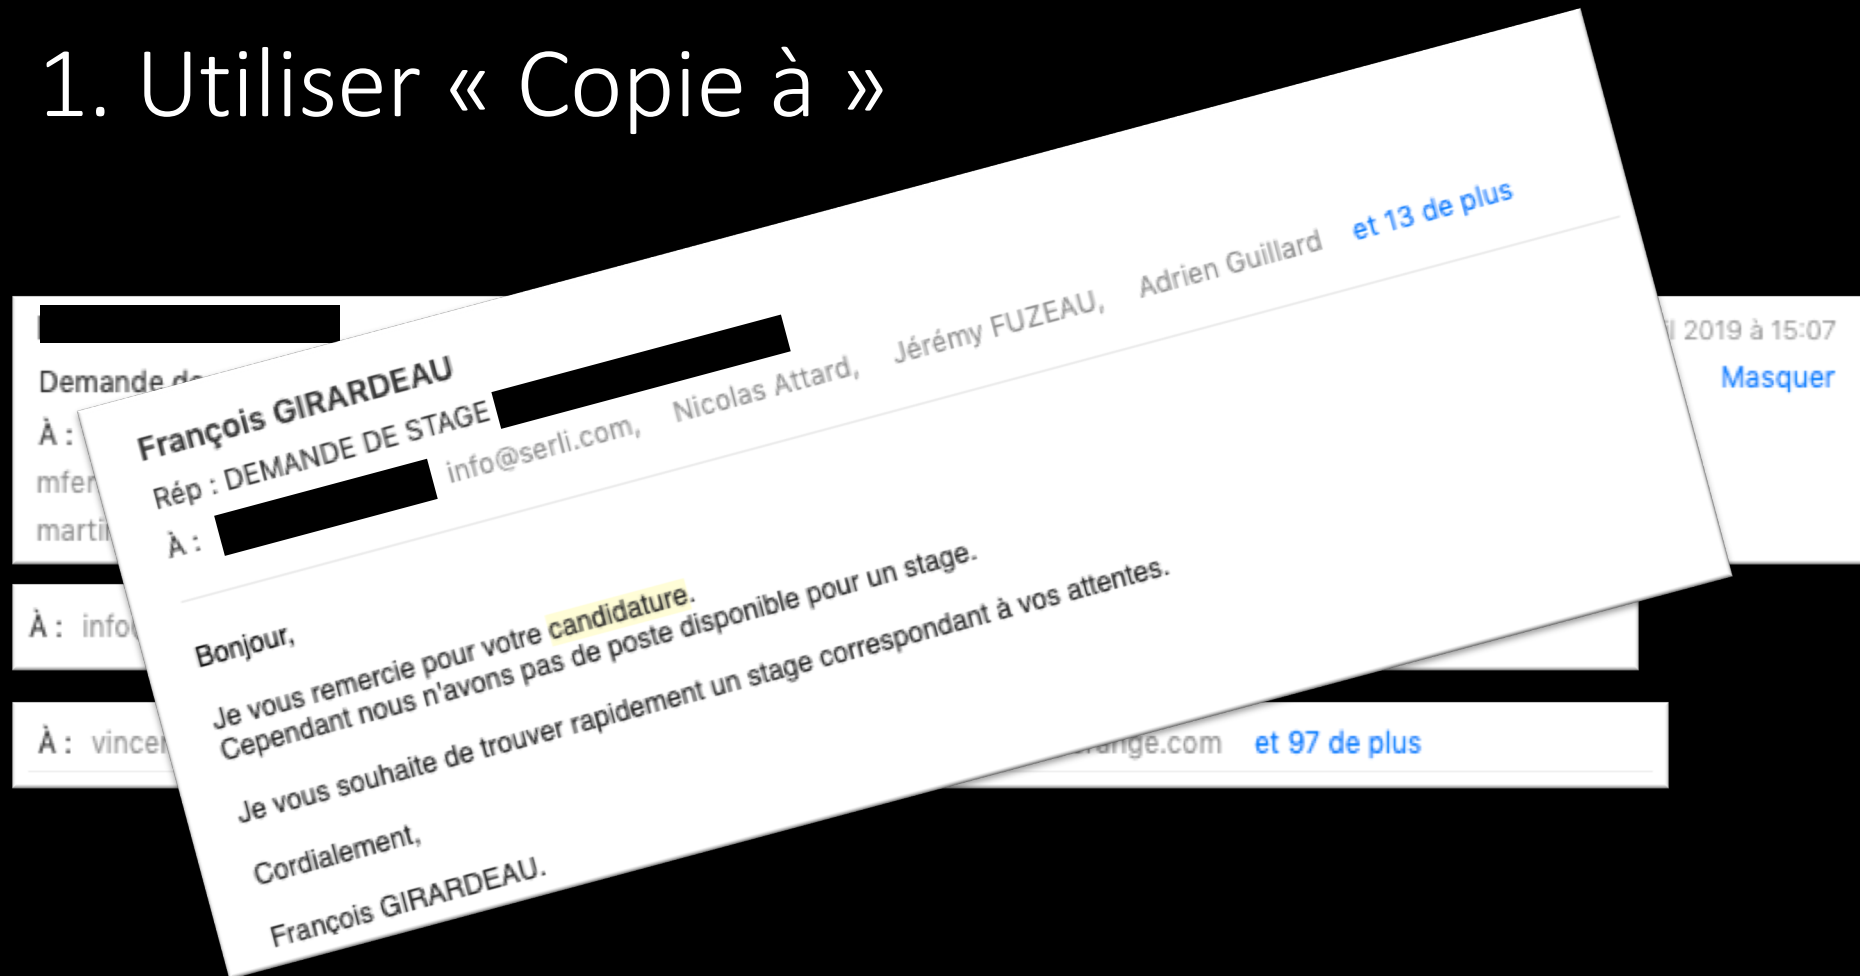 1. Utiliser « Copie à »
2019 à 15:07
Demande
Masquer
À :
À :
À :
et 97 de plus
François GIRARDEAU
Rép : DEMANDE DE STAGE
À : info@serli.com, Nicolas Attard, Jérémy FUZEAU, Adrien Guillard et 13 de plus
Bonjour,
Je vous remercie pour votre candidature.
Cependant nous n'avons pas de poste disponible pour un stage.
Je vous souhaite de trouver rapidement un stage correspondant à vos attentes.
Cordialement,
François GIRARDEAU.